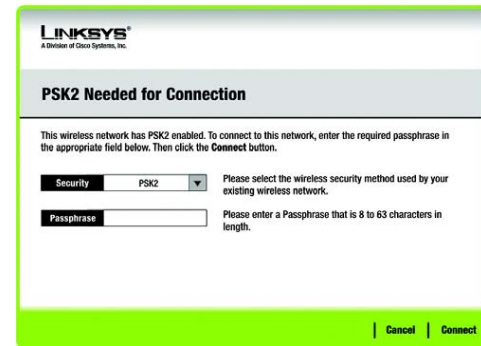 LINKSYS®
A Division of Cisco Systems, Inc.
PSK2 Needed for Connection
This wireless network has PSK2 enabled. To connect to this network, enter the required passphrase in
the appropriate field below. Then click the Connect button.
Security PSK2 Please select the wireless security method used by your
existing wireless network.
Passphrase Please enter a Passphrase that is 8 to 63 characters in
length.
Cancel Connect